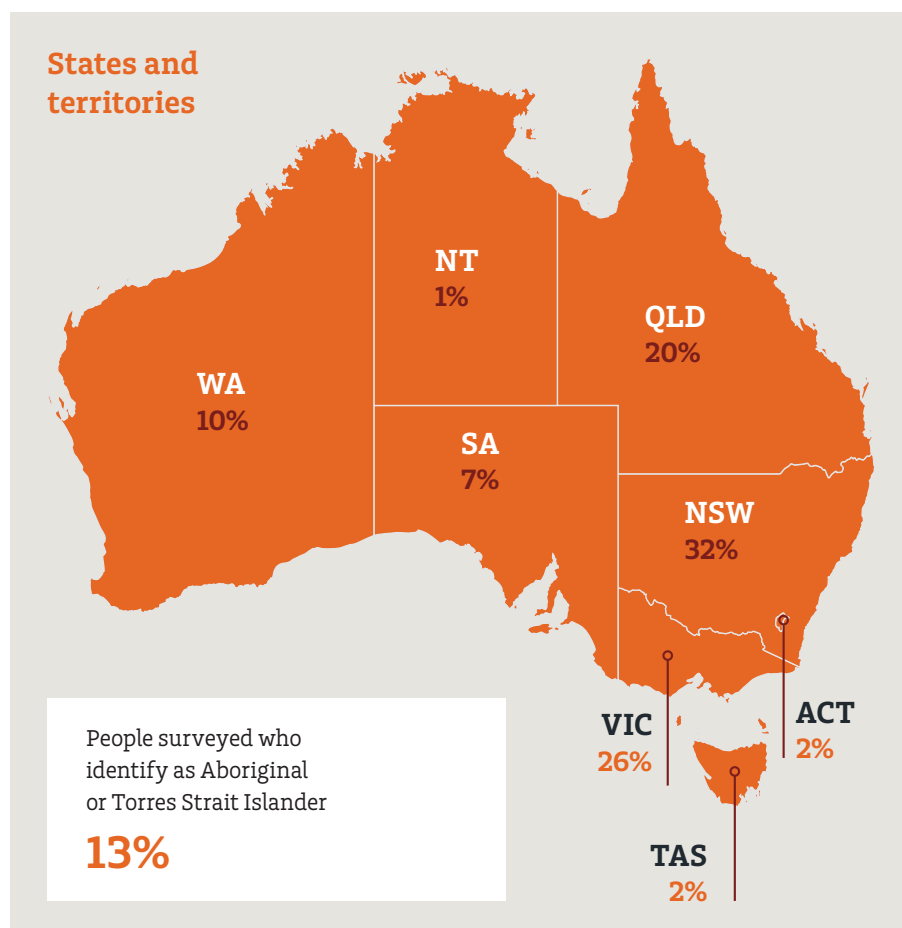 States and
territories
NT
1%
QLD
20%
WA
10%
SA
7%
NSW
32%
VIC
26%
ACT
2%
TAS
2%
People surveyed who
identify as Aboriginal
or Torres Strait Islander
13%